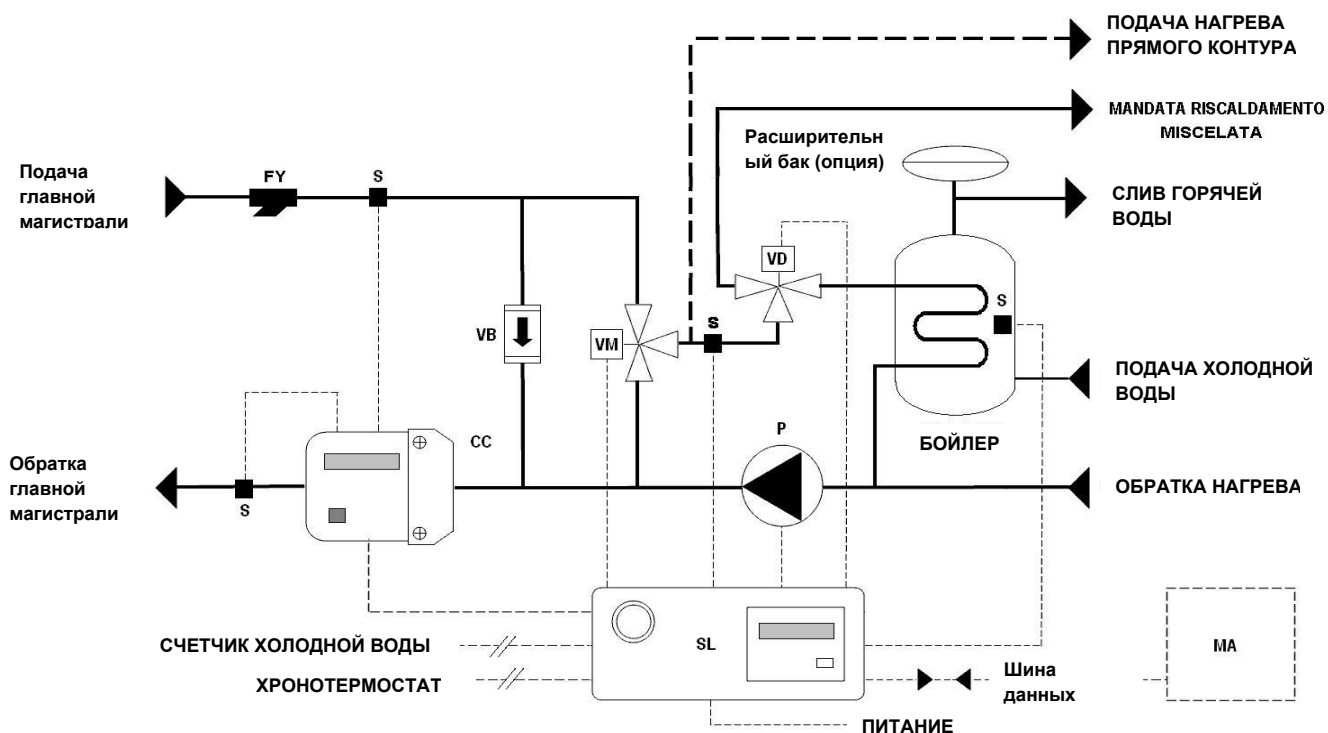 ПОДАЧА НАГРЕВА
ПРЯМОГО КОНТУРА
MANDATA RISCALDAMENTO
MISCELATA
Расширительн
ый бак (опция)
СЛИВ ГОРЯЧЕЙ
ВОДЫ
Подача
главной
магистрали
FY
S
VD
S
VB
VM
S
ПОДАЧА ХОЛОДНОЙ
ВОДЫ
БОЙЛЕР
P
CC
Обратка
главной
магистрали
S
ОБРАТКА НАГРЕВА
СЧЕТЧИК ХОЛОДНОЙ ВОДЫ
SL
MA
ХРОНОТЕРМОСТАТ
Шина
данных
ПИТАНИЕ